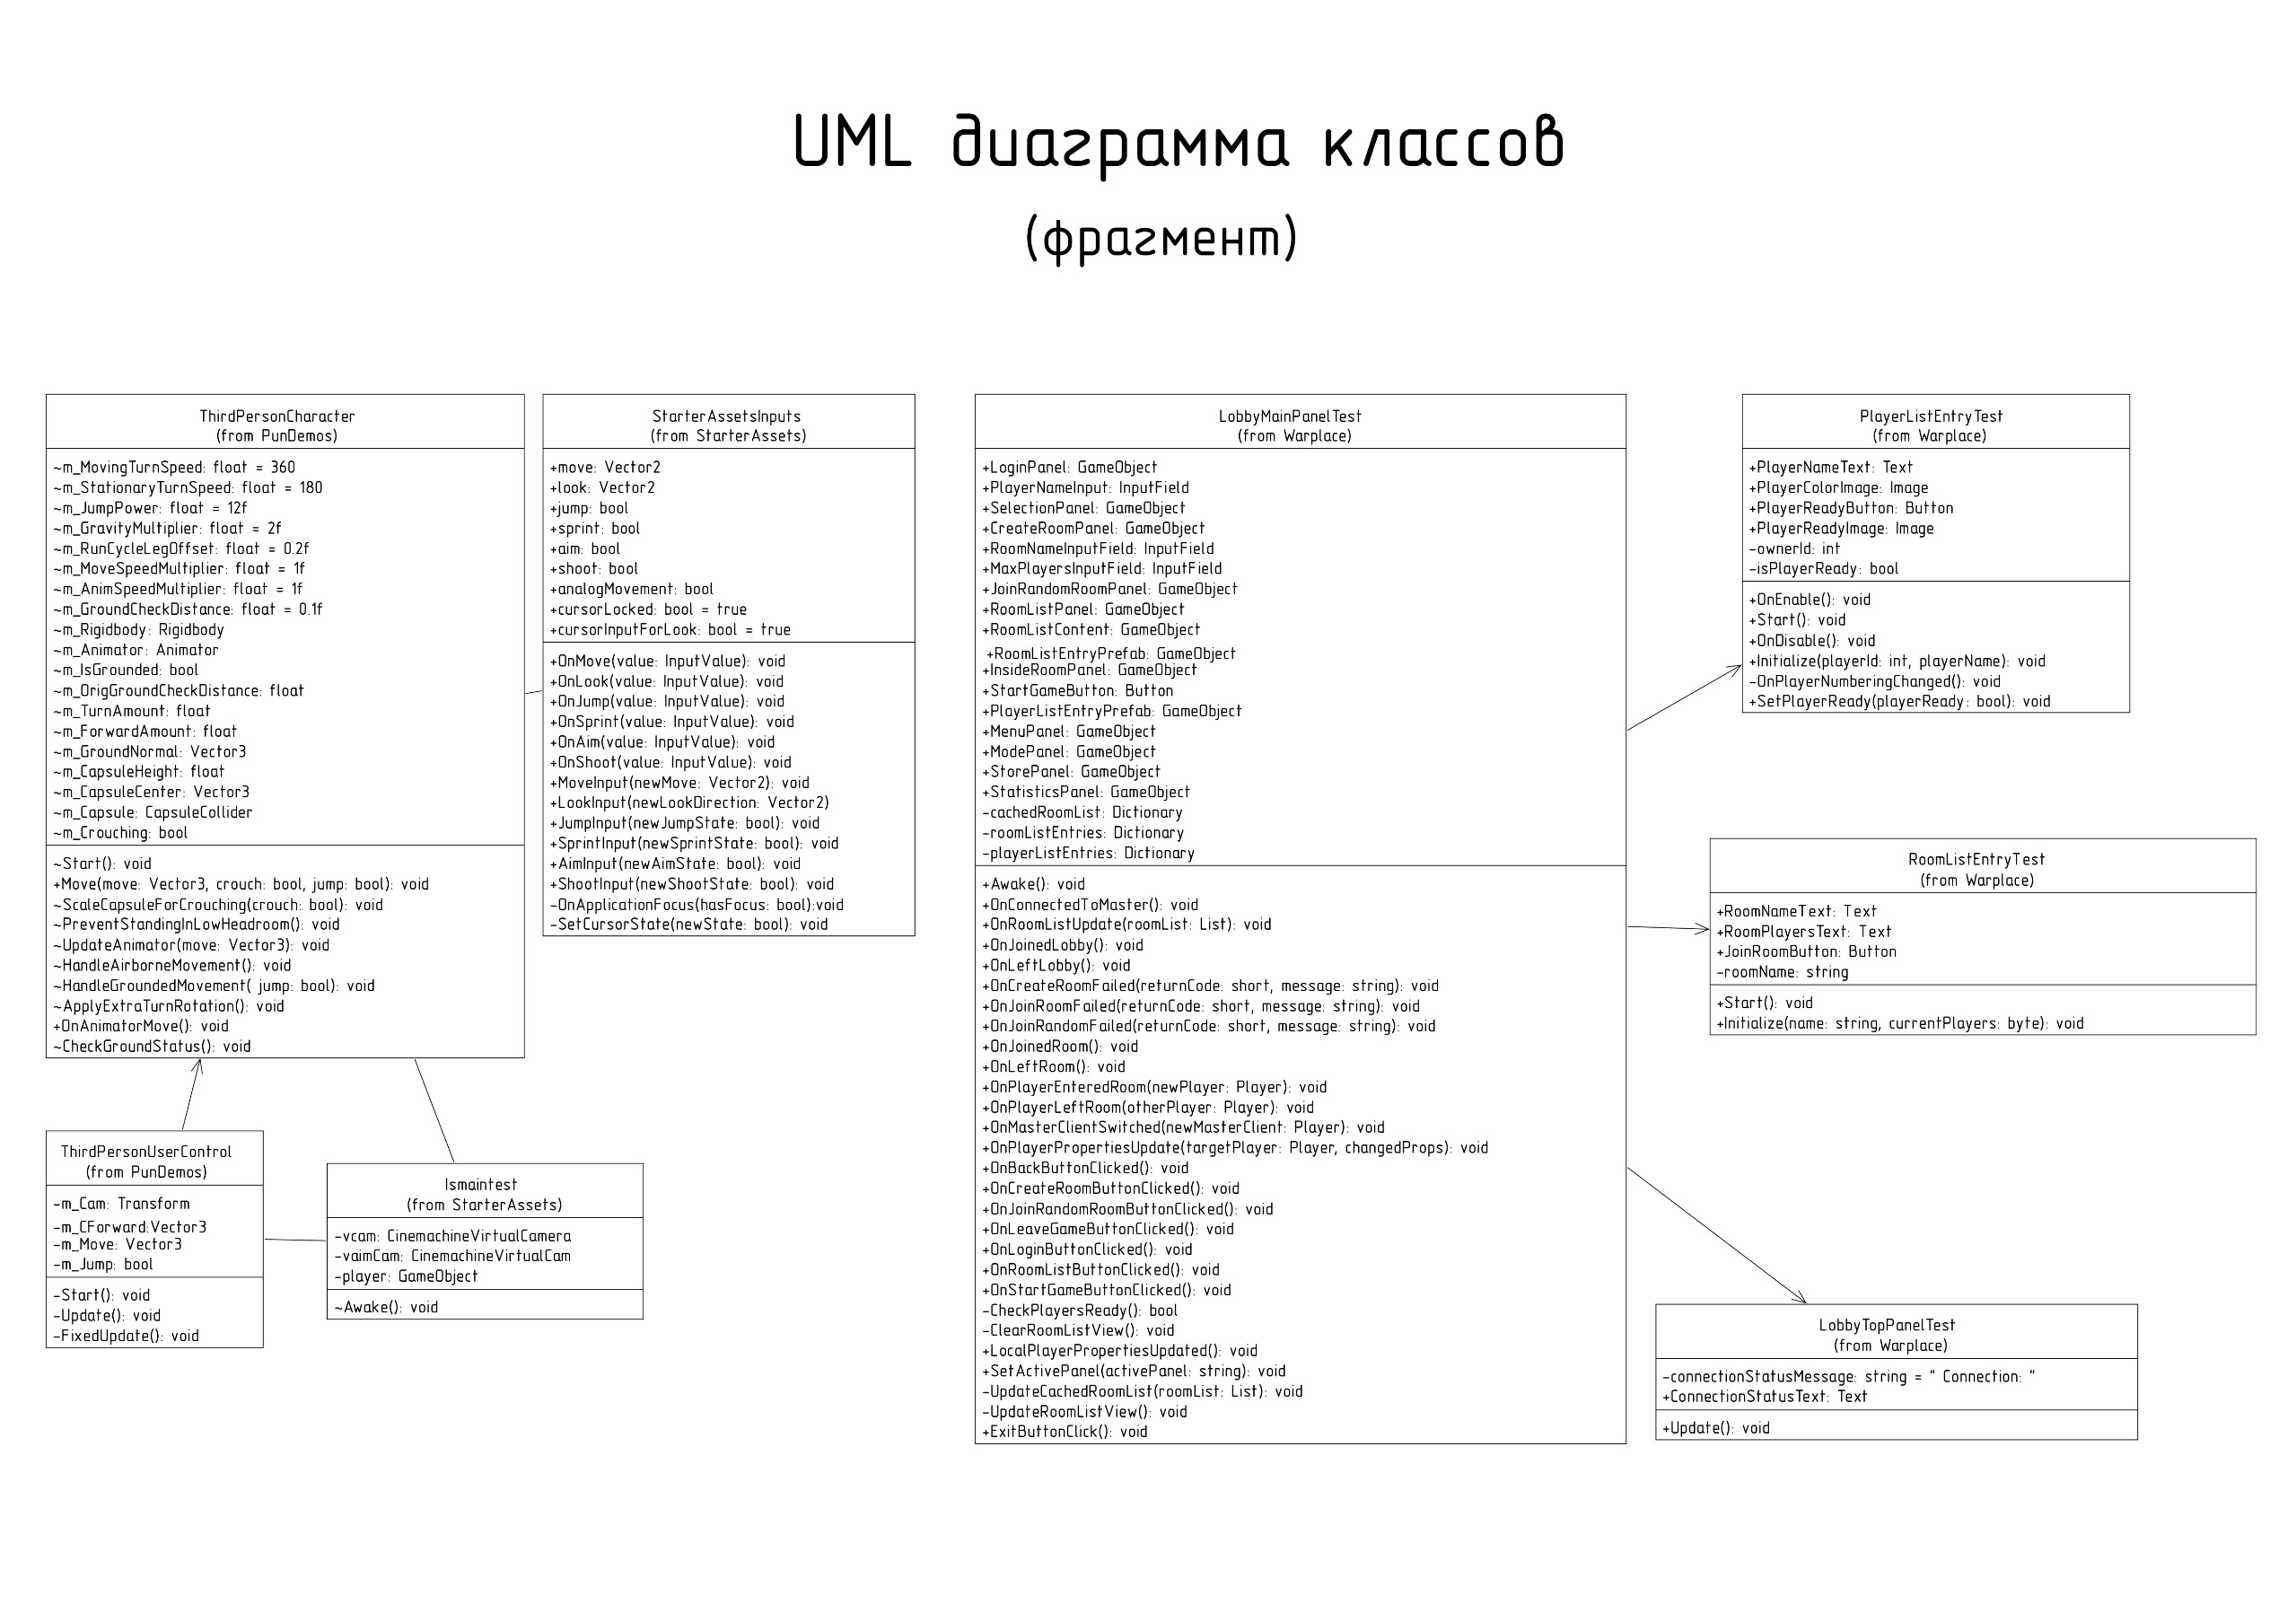 UML диаграмма классов
(фрагмент)
ThirdPersonCharacter
(from PunDemos)
~m_MovingTurnSpeed: float = 360
~m_StationaryTurnSpeed: float = 180
~m_JumpPower: float = 12f
~m_GravityMultiplier: float = 2f
~m_RunCycleLegOffset: float = 0.2f
~m_MoveSpeedMultiplier: float = 1f
~m_AnimSpeedMultiplier: float = 1f
~m_GroundCheckDistance: float = 0.1f
~m_Rigidbody: Rigidbody
~m_Animator: Animator
~m_IsGrounded: bool
~m_OrigGroundCheckDistance: float
~m_TurnAmount: float
~m_ForwardAmount: float
~m_GroundNormal: Vector3
~m_CapsuleHeight: float
~m_CapsuleCenter: Vector3
~m_Capsule: CapsuleCollider
~m_Crouching: bool
~Start(): void
+Move(move: Vector3, crouch: bool, jump: bool): void
~ScaleCapsuleForCrouching(crouch: bool): void
~PreventStandingInLowHeadroom(): void
~UpdateAnimator(move: Vector3): void
~HandleAirborneMovement(): void
~HandleGroundedMovement( jump: bool): void
~ApplyExtraTurnRotation(): void
+OnAnimatorMove(): void
~CheckGroundStatus(): void
StarterAssetsInputs
(from StarterAssets)
+move: Vector2
+look: Vector2
+jump: bool
+sprint: bool
+aim: bool
+shoot: bool
+analogMovement: bool
+cursorLocked: bool = true
+cursorInputForLook: bool = true
+OnMove(value: InputValue): void
+OnLook(value: InputValue): void
+OnJump(value: InputValue): void
+OnSprint(value: InputValue): void
+OnAim(value: InputValue): void
+OnShoot(value: InputValue): void
+MoveInput(newMove: Vector2): void
+LookInput(newLookDirection: Vector2)
+JumpInput(newJumpState: bool): void
+SprintInput(newSprintState: bool): void
+AimInput(newAimState: bool): void
+ShootInput(newShootState: bool): void
-OnApplicationFocus(hasFocus: bool):void
-SetCursorState(newState: bool): void
ThirdPersonUserControl
(from PunDemos)
-m_Cam: Transform
-m_CForward:Vector3
-m_Move: Vector3
-m_Jump: bool
-Start(): void
-Update(): void
-FixedUpdate(): void
Ismaintest
(from StarterAssets)
-vcam: CinemachineVirtualCamera
-vaimCam: CinemachineVirtualCam
-player: GameObject
~Awake(): void
LobbyMainPanelTest
(from Warplace)
+LoginPanel: GameObject
+PlayerNameInput: InputField
+SelectionPanel: GameObject
+CreateRoomPanel: GameObject
+RoomNameInputField: InputField
+MaxPlayersInputField: InputField
+JoinRandomRoomPanel: GameObject
+RoomListPanel: GameObject
+RoomListContent: GameObject
+RoomListEntryPrefab: GameObject
+InsideRoomPanel: GameObject
+StartGameButton: Button
+PlayerListEntryPrefab: GameObject
+MenuPanel: GameObject
+ModePanel: GameObject
+StorePanel: GameObject
+StatisticsPanel: GameObject
-cachedRoomList: Dictionary
-roomListEntries: Dictionary
-playerListEntries: Dictionary
+Awake(): void
+OnConnectedToMaster(): void
+OnRoomListUpdate(roomList: List): void
+OnJoinedLobby(): void
+OnLeftLobby(): void
+OnCreateRoomFailed(returnCode: short, message: string): void
+OnJoinRoomFailed(returnCode: short, message: string): void
+OnJoinRandomFailed(returnCode: short, message: string): void
+OnJoinedRoom(): void
+OnLeftRoom(): void
+OnPlayerEnteredRoom(newPlayer: Player): void
+OnPlayerLeftRoom(otherPlayer: Player): void
+OnMasterClientSwitched(newMasterClient: Player): void
+OnPlayerPropertiesUpdate(targetPlayer: Player, changedProps): void
+OnBackButtonClicked(): void
+OnCreateRoomButtonClicked(): void
+OnJoinRandomRoomButtonClicked(): void
+OnLeaveGameButtonClicked(): void
+OnLoginButtonClicked(): void
+OnRoomListButtonClicked(): void
+OnStartGameButtonClicked(): void
-CheckPlayersReady(): bool
-ClearRoomListView(): void
+LocalPlayerPropertiesUpdated(): void
+SetActivePanel(activePanel: string): void
-UpdateCachedRoomList(roomList: List): void
-UpdateRoomListView(): void
+ExitButtonClick(): void
PlayerListEntryTest
(from Warplace)
+PlayerNameText: Text
+PlayerColorImage: Image
+PlayerReadyButton: Button
+PlayerReadyImage: Image
-ownerId: int
-isPlayerReady: bool
+OnEnable(): void
+Start(): void
+OnDisable(): void
+Initialize(playerId: int, playerName): void
-OnPlayerNumberingChanged(): void
+SetPlayerReady(playerReady: bool): void
RoomListEntryTest
(from Warplace)
+RoomNameText: Text
+RoomPlayersText: Text
+JoinRoomButton: Button
-roomName: string
+Start(): void
+Initialize(name: string, currentPlayers: byte): void
LobbyTopPanelTest
(from Warplace)
-connectionStatusMessage: string = " Connection: "
+ConnectionStatusText: Text
+Update(): void